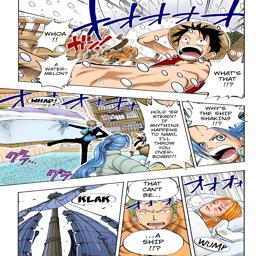 WHOA
!!
A
WATER-
MELON?
WHAT'S
THAT
!!?
WHAP!
HOLD 'ER
STEADY!
IF
ANYTHING
HAPPENS
TO NAMI,
I'LL
THROW
YOU
OVER-
BOARD!!
WHY'S
THE SHIP
SHAKING
!!?
KLAK
THAT
CAN'T
BE...
...A
SHIP
!!?
WUMP